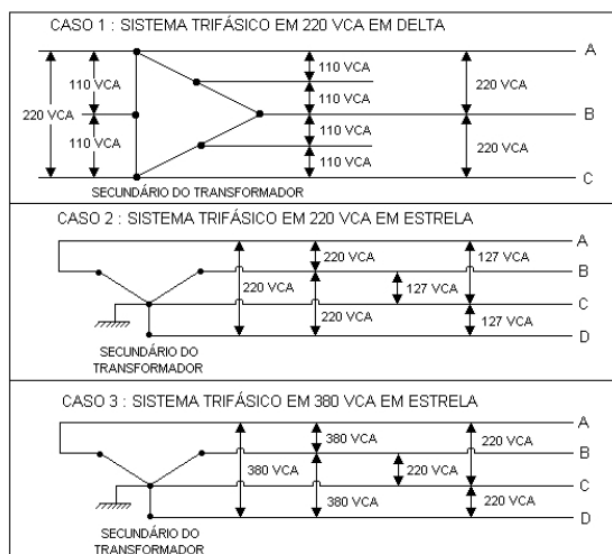 CASO 1 : SISTEMA TRIFÁSICO EM 220 VCA EM DELTA
A
110 VCA
110 VCA
110 VCA
220 VCA
220 VCA
B
110 VCA
110 VCA
220 VCA
110 VCA
C
SECUNDÁRIO DO TRANSFORMADOR
CASO 2 : SISTEMA TRIFÁSICO EM 220 VCA EM ESTRELA
A
220 VCA
127 VCA
B
220 VCA
127 VCA
C
220 VCA
127 VCA
D
SECUNDÁRIO DO
TRANSFORMADOR
CASO 3 : SISTEMA TRIFÁSICO EM 380 VCA EM ESTRELA
A
380 VCA
220 VCA
B
380 VCA
220 VCA
C
380 VCA
220 VCA
D
SECUNDÁRIO DO
TRANSFORMADOR